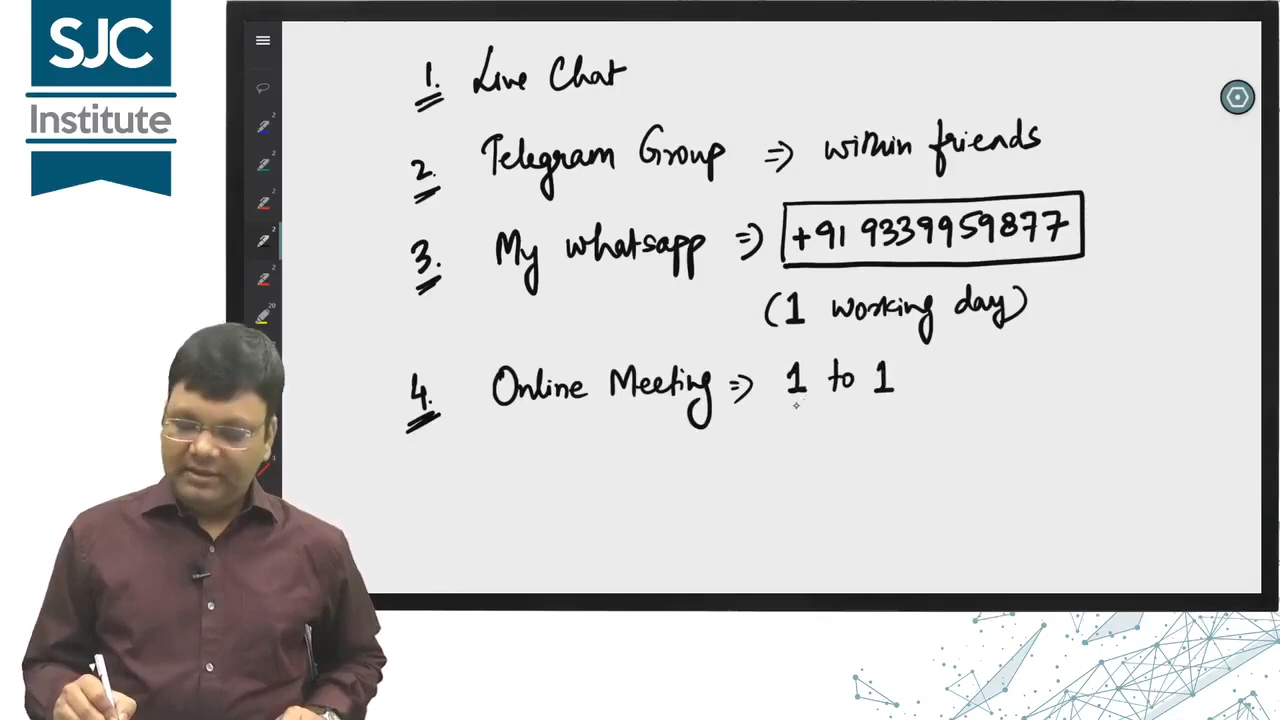 SJC
Institute
1. Live Chat
2. Telegram Group => within friends
3. My whatsapp => +91 9339959877
(1 working day)
4. Online Meeting => 1 to 1